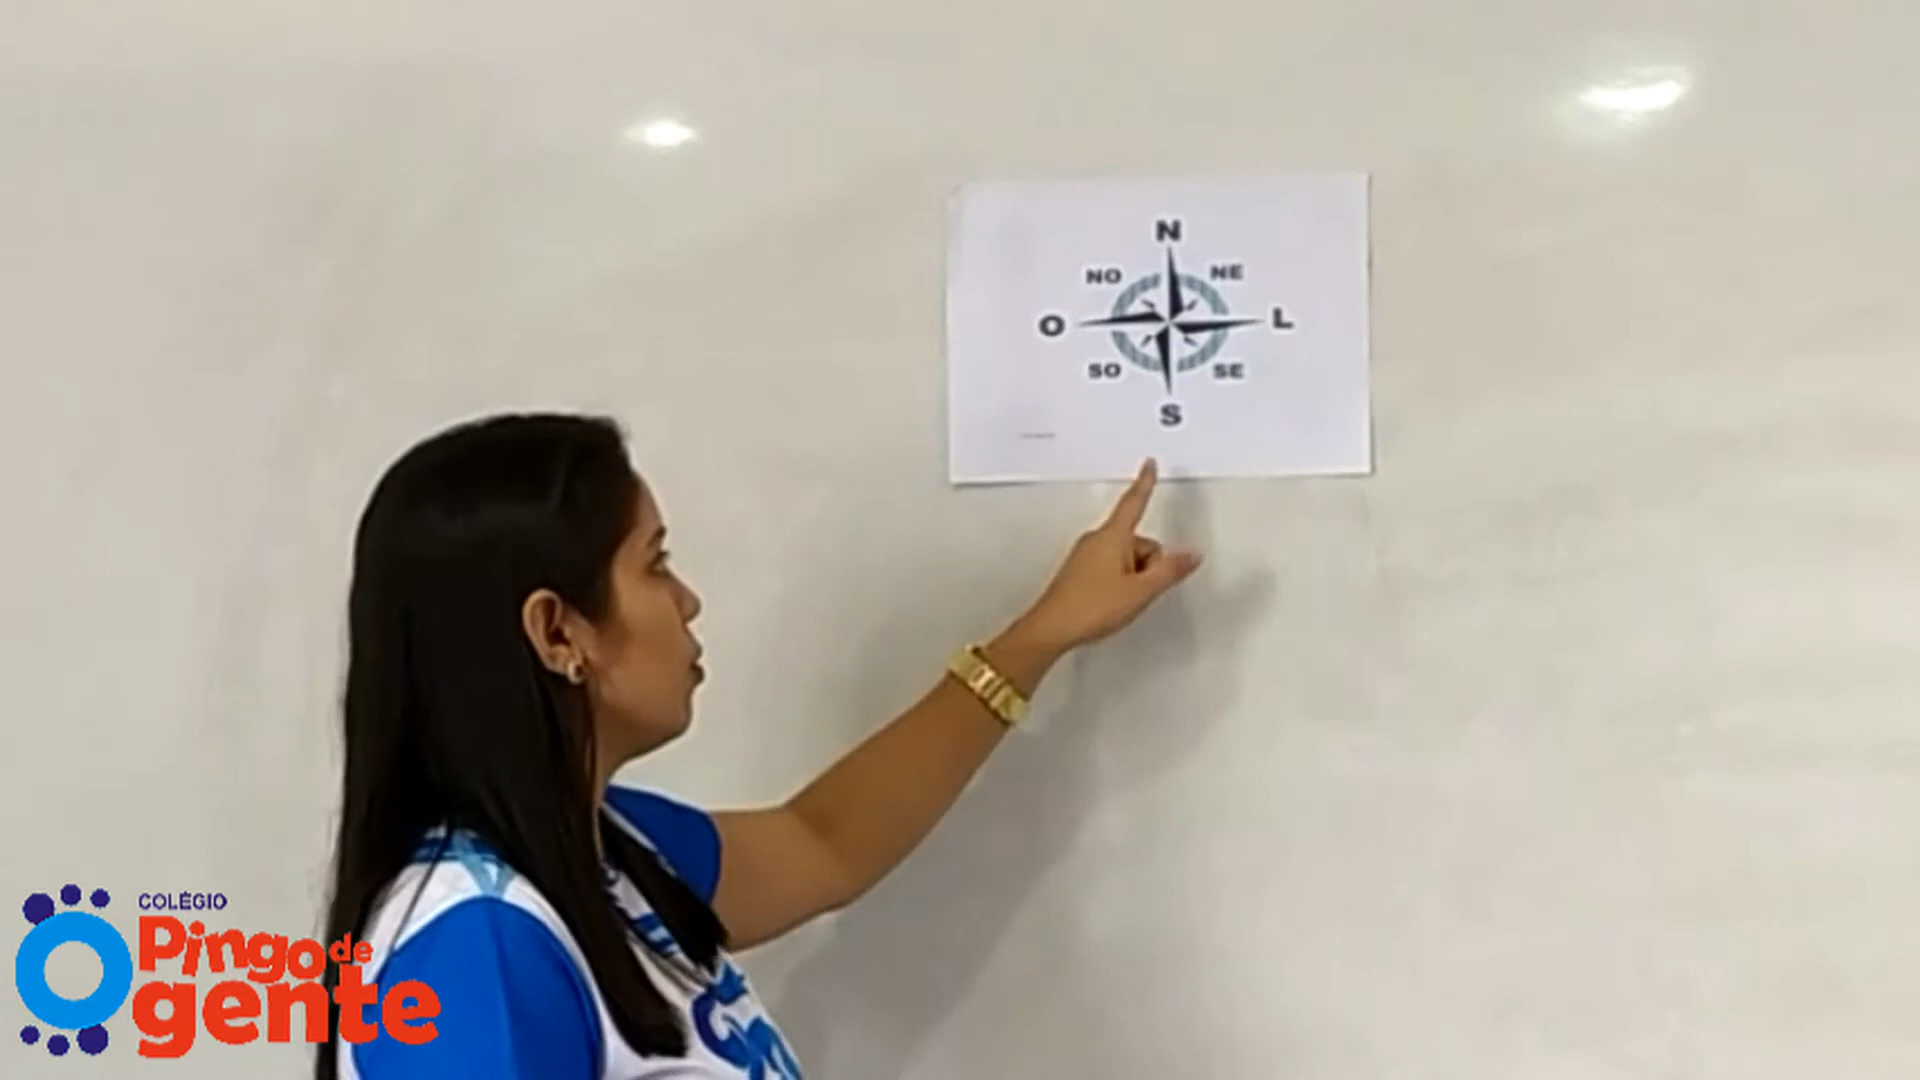 N
NO NE
O L
SO SE
S
COLÉGIO
Pingo de
gente